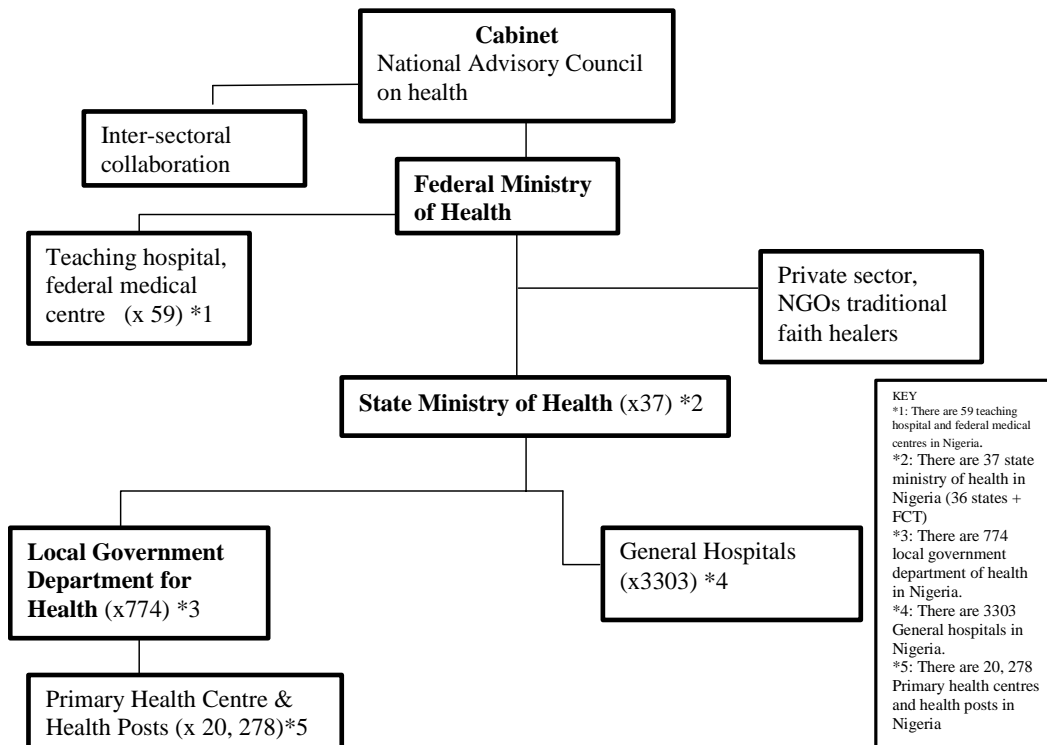 Cabinet
National Advisory Council
on health
Inter-sectoral
collaboration
Federal Ministry
of Health
Teaching hospital,
federal medical
centre (x 59) *1
Private sector,
NGOs traditional
faith healers
State Ministry of Health (x37) *2
Local Government
Department for
Health (x774) *3
General Hospitals
(x3303) *4
Primary Health Centre &
Health Posts (x 20, 278)*5
KEY
*1: There are 59 teaching
hospital and federal medical
centres in Nigeria.
*2: There are 37 state
ministry of health in
Nigeria (36 states +
FCT)
*3: There are 774
local government
department of health
in Nigeria.
*4: There are 3303
General hospitals in
Nigeria.
*5: There are 20, 278
Primary health centres
and health posts in
Nigeria